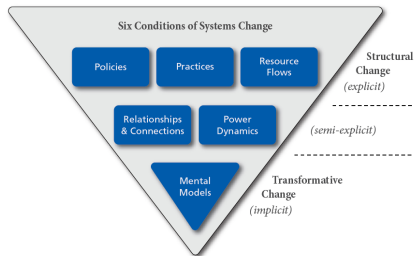 Six Conditions of Systems Change
Structural
Change
(explicit)
Policies
Practices
Resource
Flows
Relationships
& Connections
Power
Dynamics
(semi-explicit)
Mental
Models
Transformative
Change
(implicit)